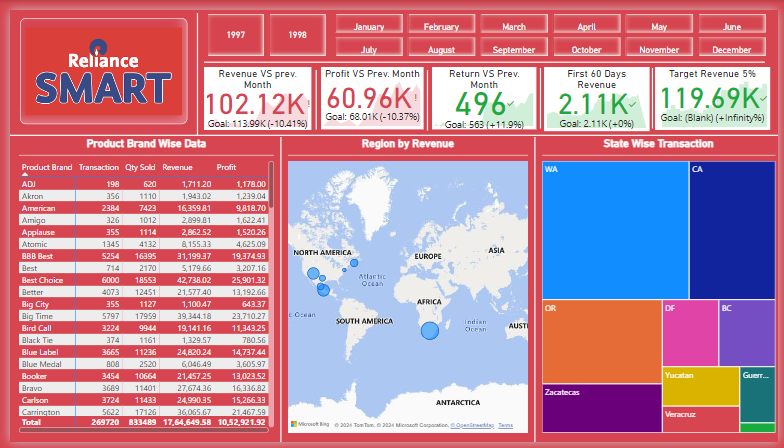 Reliance
SMART
1997
1998
January
February
March
April
May
June
July
August
September
October
November
December
Revenue VS prev. Month
102.12K!
Goal: 113.99K (-10.41%)
Profit VS Prev. Month
60.96K!
Goal: 68.01K (-10.37%)
Return VS Prev. Month
496✓
Goal: 563 (+11.9%)
First 60 Days Revenue
2.11K✓
Goal: 2.11K (+0%)
Target Revenue 5%
119.69K✓
Goal: (Blank) (+Infinity%)
Product Brand Wise Data
Product Brand Transaction Qty Sold Revenue Profit
ADJ 198 620 1,711.20 1,178.00
Akron 356 1110 1,943.02 1,239.04
American 2384 7423 16,359.81 9,818.70
Amigo 326 1012 2,899.81 1,622.41
Applause 355 1114 2,862.52 1,520.26
Atomic 1345 4132 8,155.33 4,625.09
BBB Best 5254 16395 31,199.37 19,374.93
Best 714 2170 5,179.66 3,207.16
Best Choice 6000 18553 42,738.02 25,901.32
Better 4073 12451 21,577.40 13,192.66
Big City 355 1127 1,100.47 643.37
Big Time 5797 17959 39,344.18 23,710.27
Bird Call 3224 9944 19,141.16 11,343.25
Black Tie 374 1161 1,329.57 780.56
Blue Label 3665 11236 24,820.24 14,737.44
Blue Medal 808 2520 6,046.49 3,605.97
Booker 3454 10664 21,457.25 13,023.52
Bravo 3689 11401 27,674.36 16,336.82
Carlson 3724 11433 24,990.35 15,266.33
Carrington 5622 17126 36,065.67 21,467.59
Total 269720 833489 17,64,649.58 10,52,921.92
Region by Revenue
NORTH AMERICA
EUROPE
ASIA
Atlantic
Ocean
AFRICA
c Ocean
SOUTH AMERICA
Indian
Ocean
AUST
ANTARCTICA
Microsoft Bing
© 2024 TomTom, © 2024 Microsoft Corporation, © OpenStreetMap Terms
State Wise Transaction
WA
CA
OR
DF
BC
Yucatan
Guerr...
Zacatecas
Veracruz